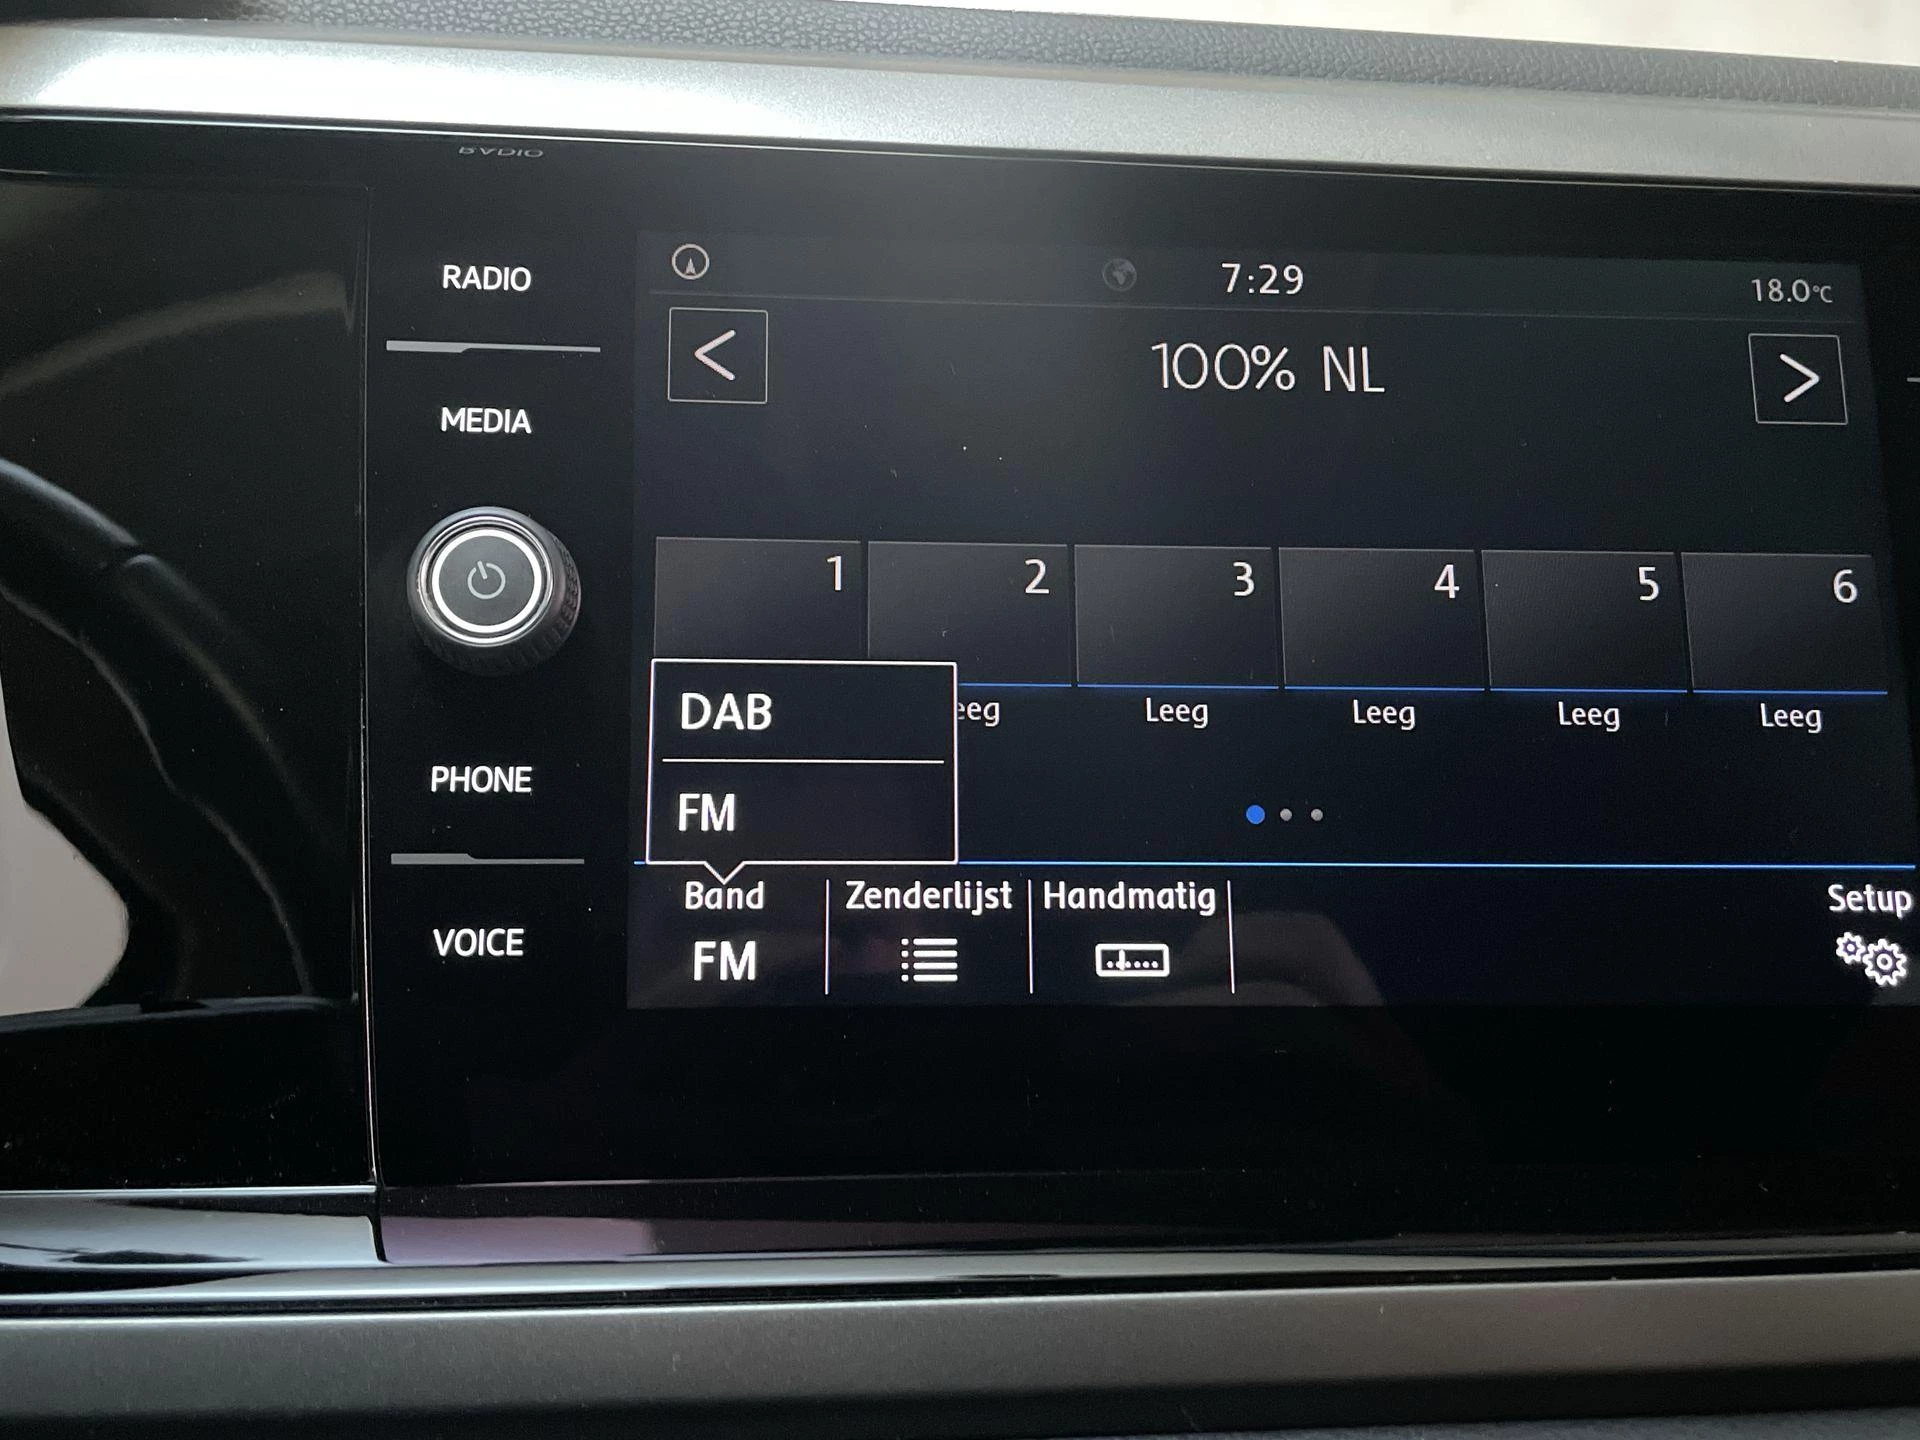 RADIO
7:29
18.0°C
100% NL
MEDIA
1 2 3 4 5 6
DAB
Leeg Leeg Leeg Leeg
FM
PHONE
Band Zenderlijst Handmatig Setup
FM
VOICE